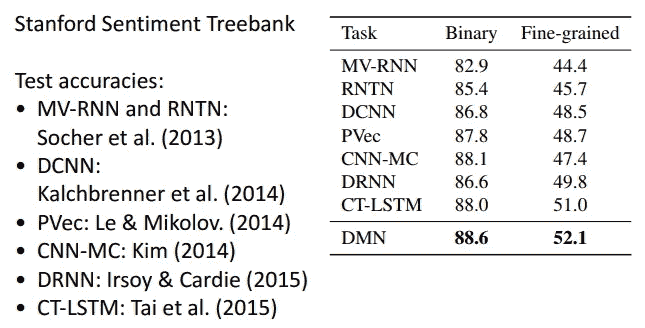 Stanford Sentiment Treebank
Test accuracies:
• MV-RNN and RNTN:
Socher et al. (2013)
• DCNN:
Kalchbrenner et al. (2014)
• PVec: Le & Mikolov. (2014)
• CNN-MC: Kim (2014)
• DRNN: Irsoy & Cardie (2015)
• CT-LSTM: Tai et al. (2015)
Task Binary Fine-grained
MV-RNN 82.9 44.4
RNTN 85.4 45.7
DCNN 86.8 48.5
PVec 87.8 48.7
CNN-MC 88.1 47.4
DRNN 86.6 49.8
CT-LSTM 88.0 51.0
DMN 88.6 52.1